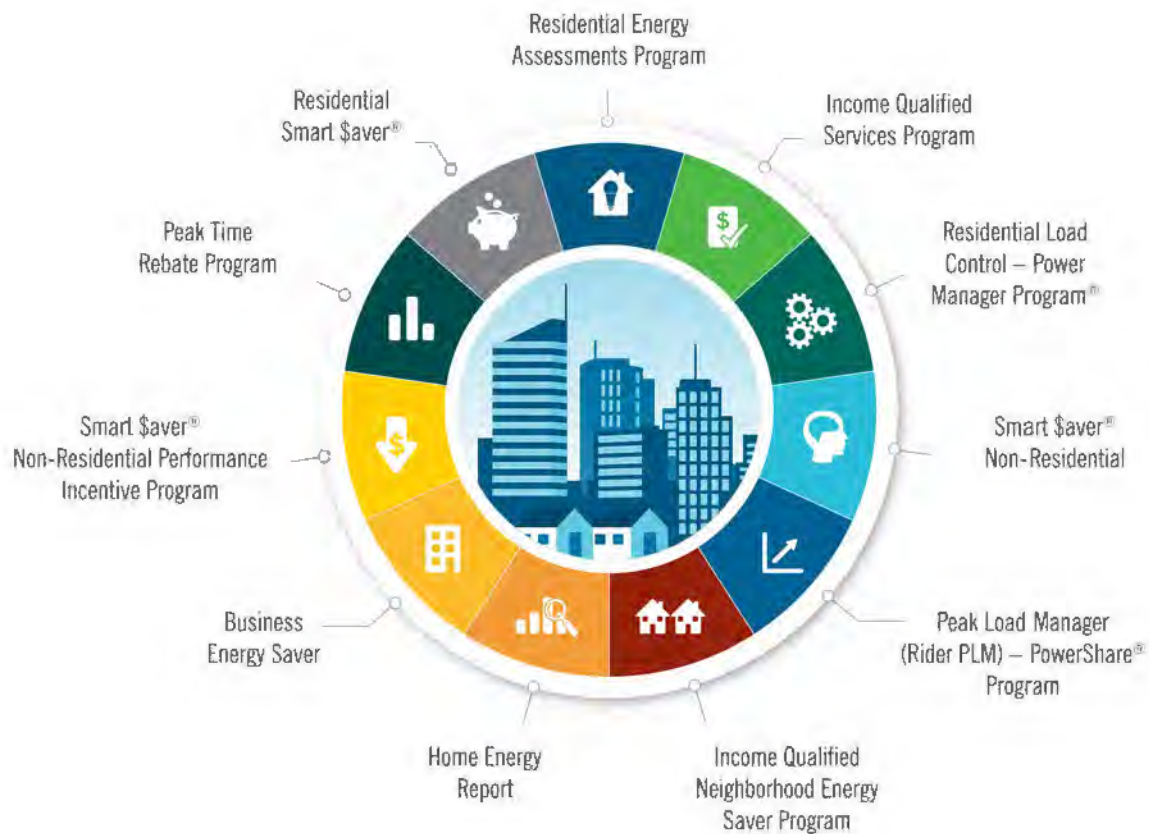 Residential Energy
Assessments Program
Income Qualified
Services Program
Residential Load
Control – Power
Manager Program®
Smart $aver®
Non-Residential
Peak Load Manager
(Rider PLM) – PowerShare®
Program
Income Qualified
Neighborhood Energy
Saver Program
Home Energy
Report
Business
Energy Saver
Smart $aver®
Non-Residential Performance
Incentive Program
Peak Time
Rebate Program
Residential
Smart $aver®
$
$